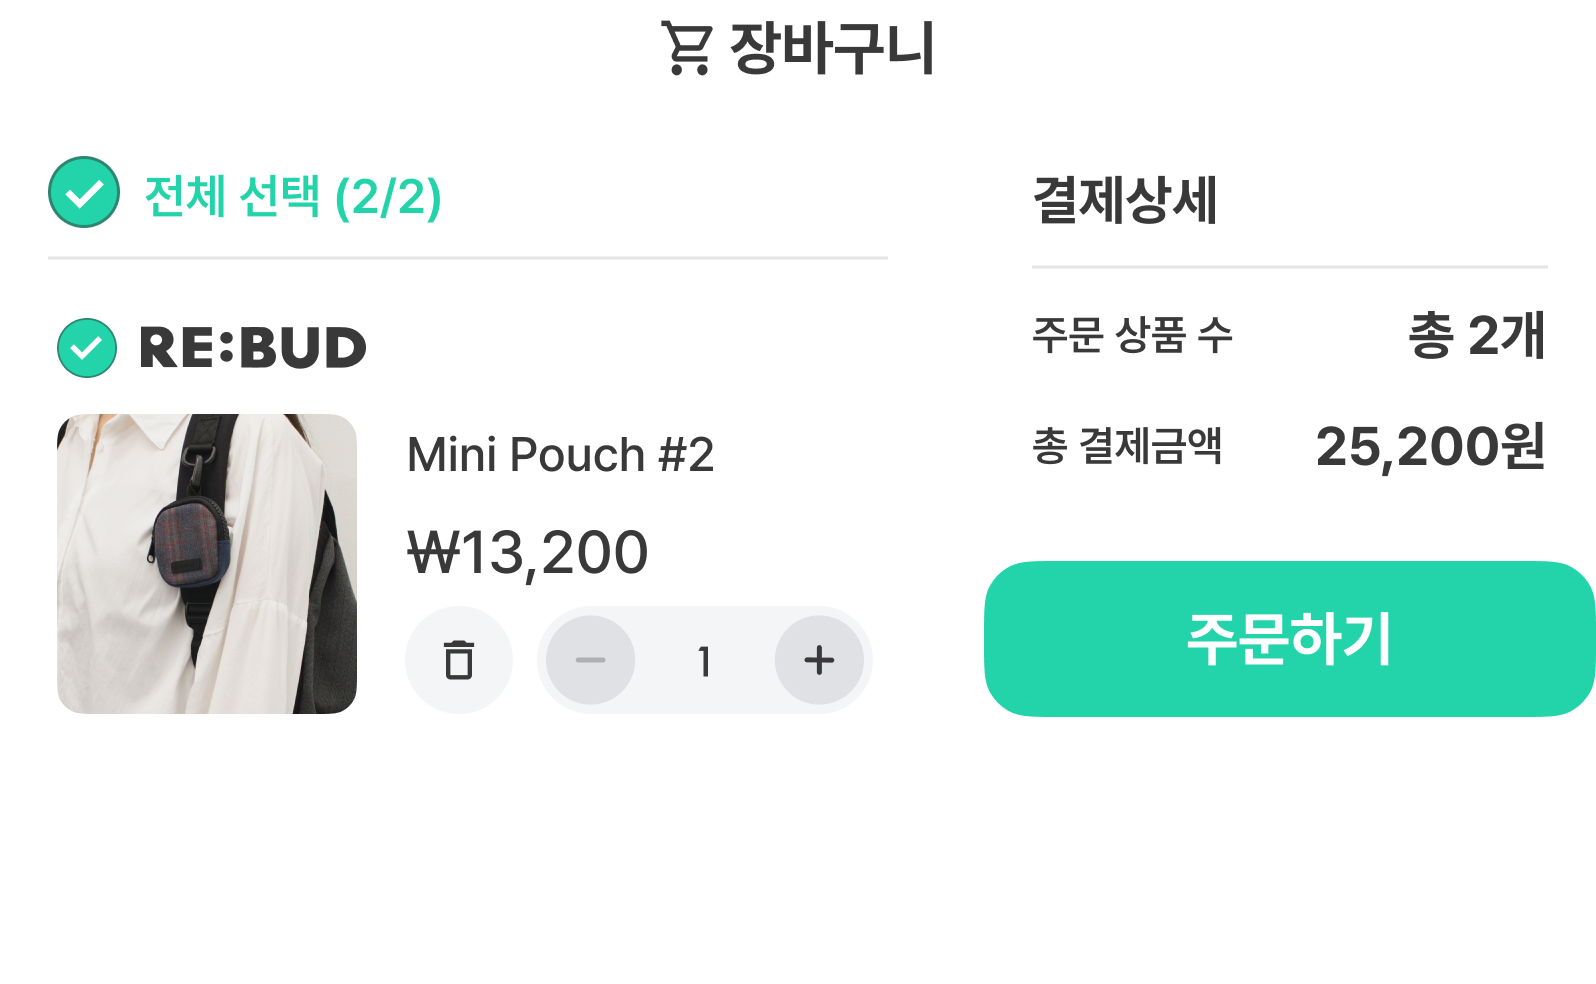 장바구니
전체 선택 (2/2)
RE:BUD
Mini Pouch #2
₩13,200
1
결제상세
주문 상품 수 총 2개
총 결제금액 25,200원
주문하기